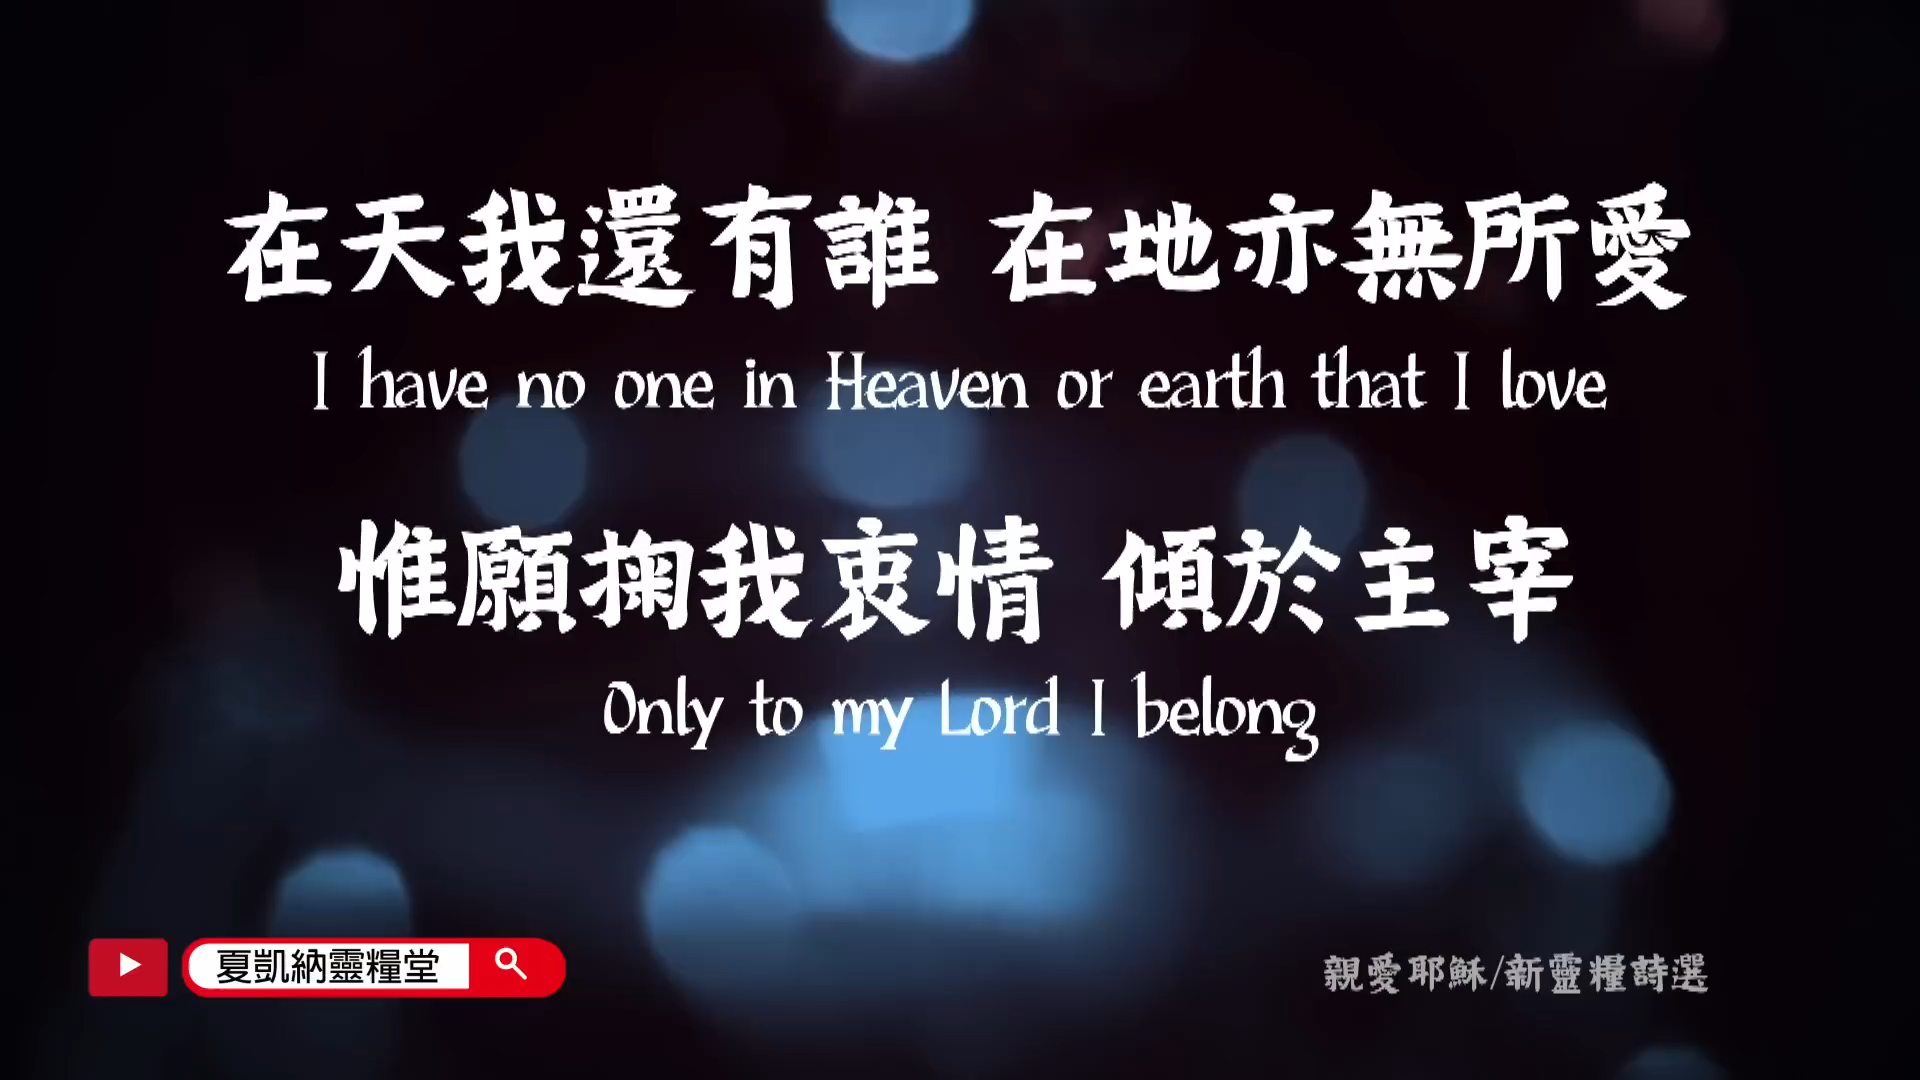 在天我還有誰 在地亦無所愛
I have no one in Heaven or earth that I love
惟願掬我衷情 傾於主宰
Only to my Lord I belong
夏凱納靈糧堂
親愛耶穌/新靈糧詩選